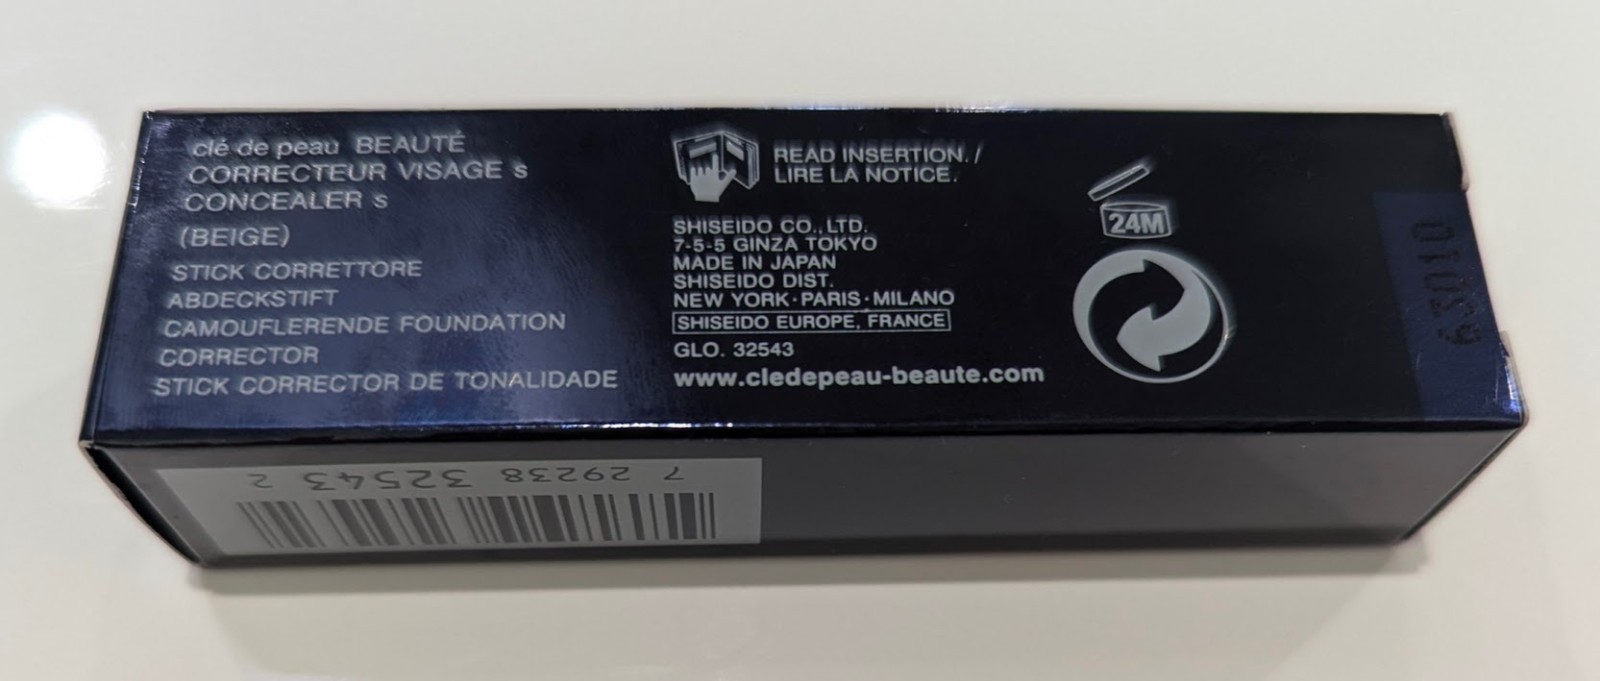 clé de peau BEAUTÉ
CORRECTEUR VISAGE s
CONCEALER s
(BEIGE)
STICK CORRETTORE
ABDECKSTIFT
CAMOUFLERENDE FOUNDATION
CORRECTOR
STICK CORRECTOR DE TONALIDADE
READ INSERTION. /
LIRE LA NOTICE.
SHISEIDO CO., LTD.
7-5-5 GINZA TOKYO
MADE IN JAPAN
SHISEIDO DIST.
NEW YORK·PARIS·MILANO
SHISEIDO EUROPE, FRANCE
GLO. 32543
www.cledepeau-beaute.com
24M
7 29238 32543 2